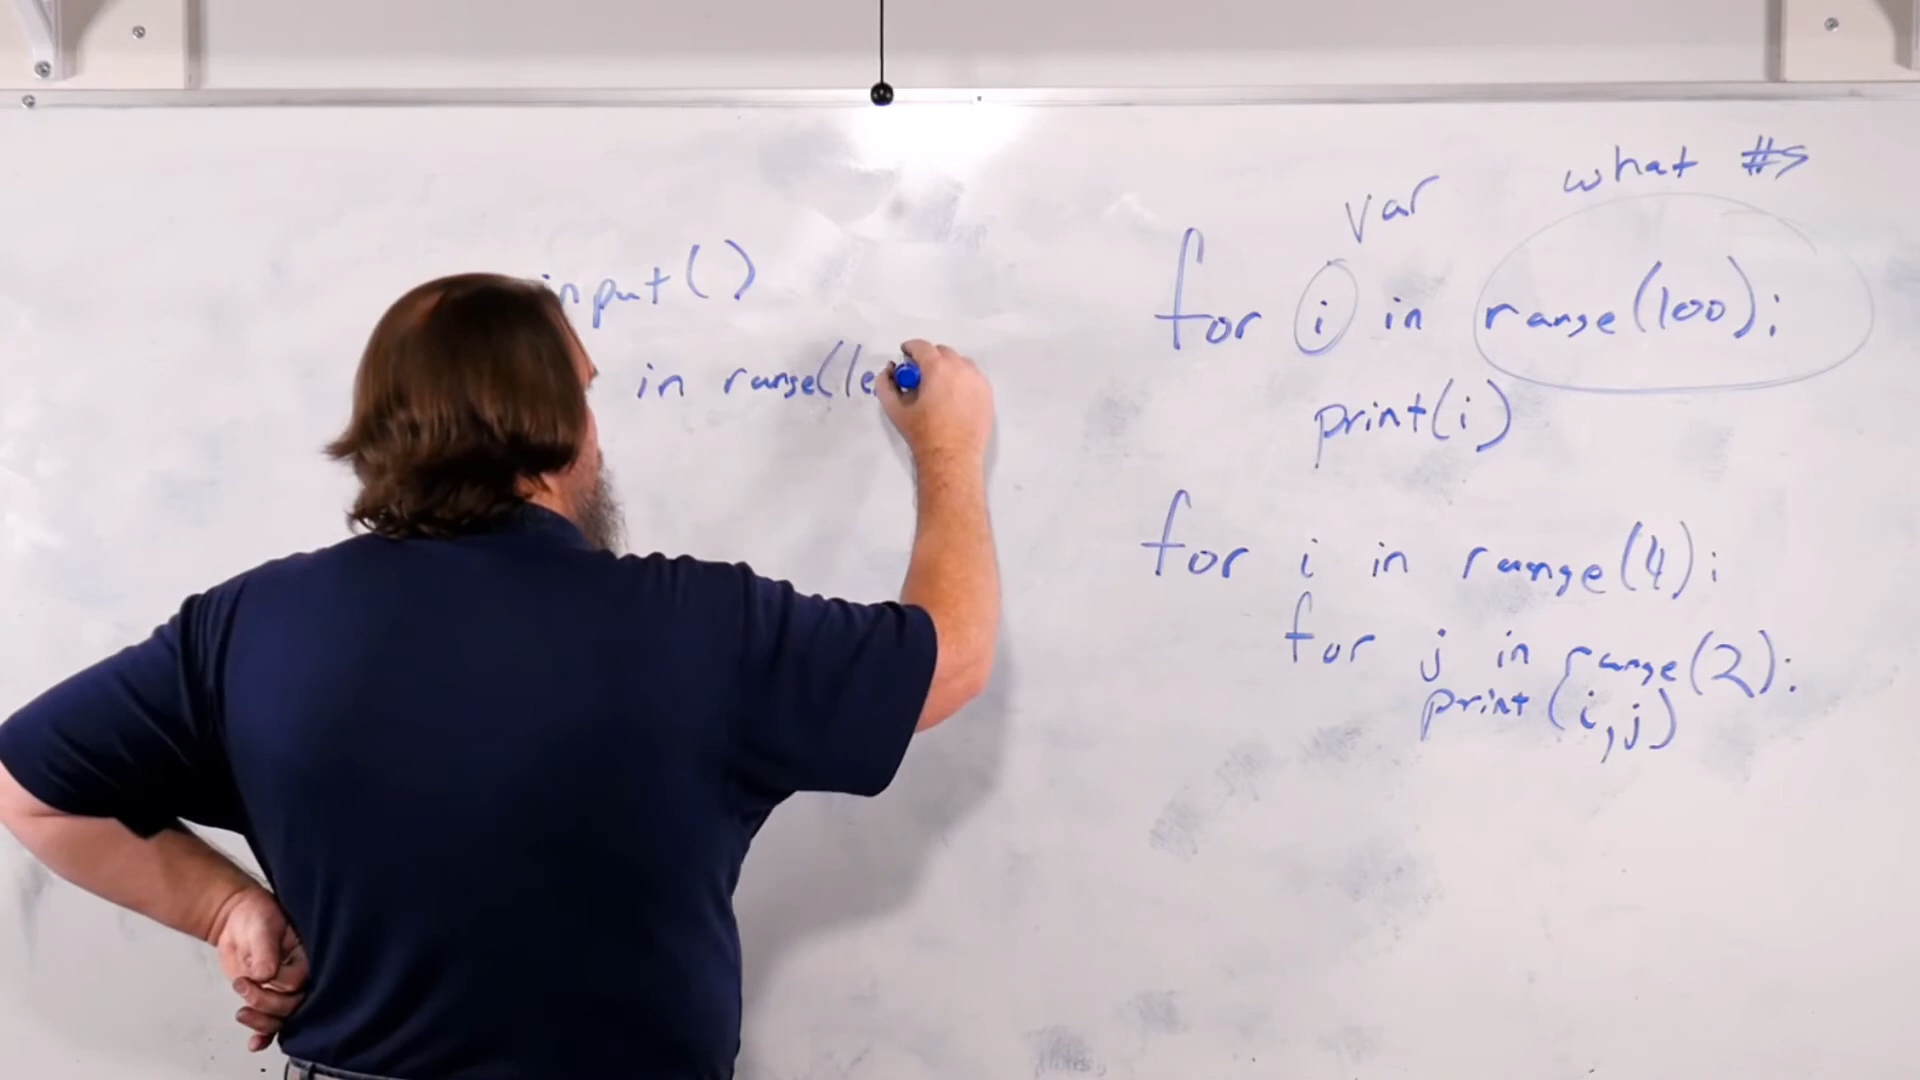 input()
in range(le
what #s
var
for i in range(100):
print(i)
for i in range(4):
for j in range(2):
print(i,j)